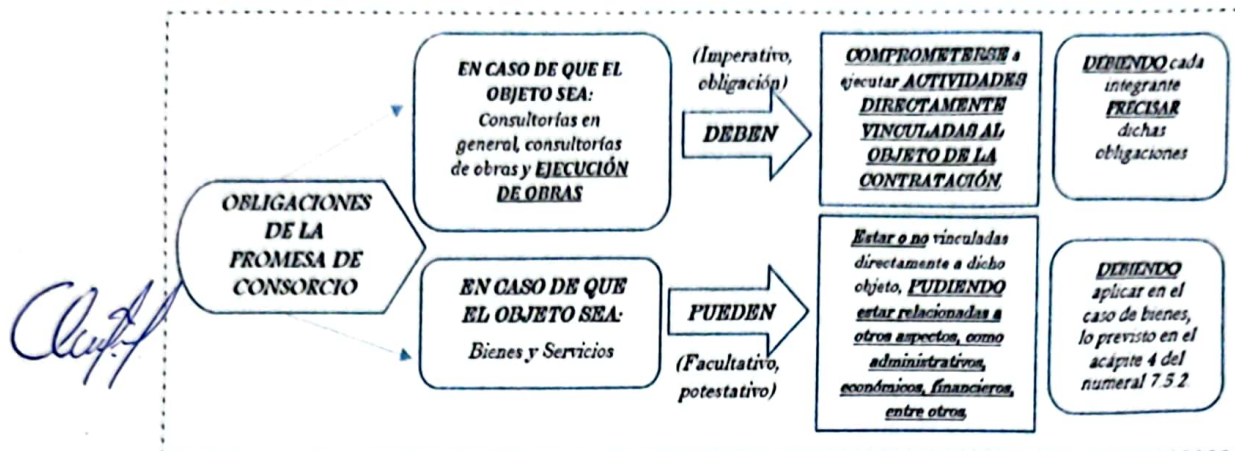 OBLIGACIONES
DE LA
PROMESA DE
CONSORCIO
EN CASO DE QUE EL
OBJETO SEA:
Consultorías en
general, consultorías
de obras y EJECUCIÓN
DE OBRAS
(Imperativo,
obligación)
DEBEN
COMPROMETERSE a
ejecutar ACTIVIDADES
DIRECTAMENTE
VINCULADAS AL
OBJETO DE LA
CONTRATACIÓN
DEBIENDO cada
integrante
PRECISAR
dichas
obligaciones
EN CASO DE QUE
EL OBJETO SEA:
Bienes y Servicios
PUEDEN
(Facultativo,
potestativo)
Estar o no vinculadas
directamente a dicho
objeto, PUDIENDO
estar relacionadas a
otros aspectos, como
administrativos,
económicos, financieros,
entre otros,
DEBIENDO
aplicar en el
caso de bienes,
lo previsto en el
acápite 4 del
numeral 7.5.2.